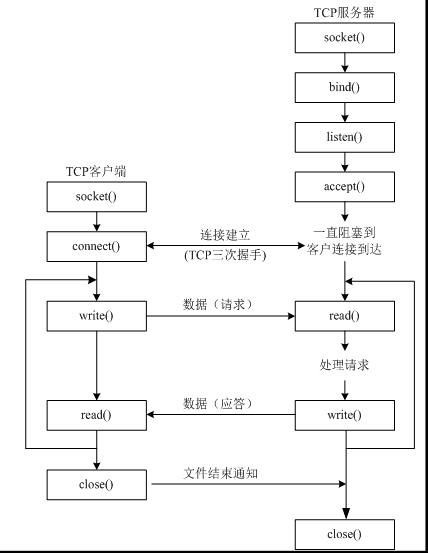 TCP服务器
socket()
bind()
listen()
TCP客户端
accept()
socket()
connect()
连接建立
(TCP三次握手)
一直阻塞到
客户连接到达
write()
数据（请求）
read()
处理请求
read()
数据（应答）
write()
close()
文件结束通知
close()